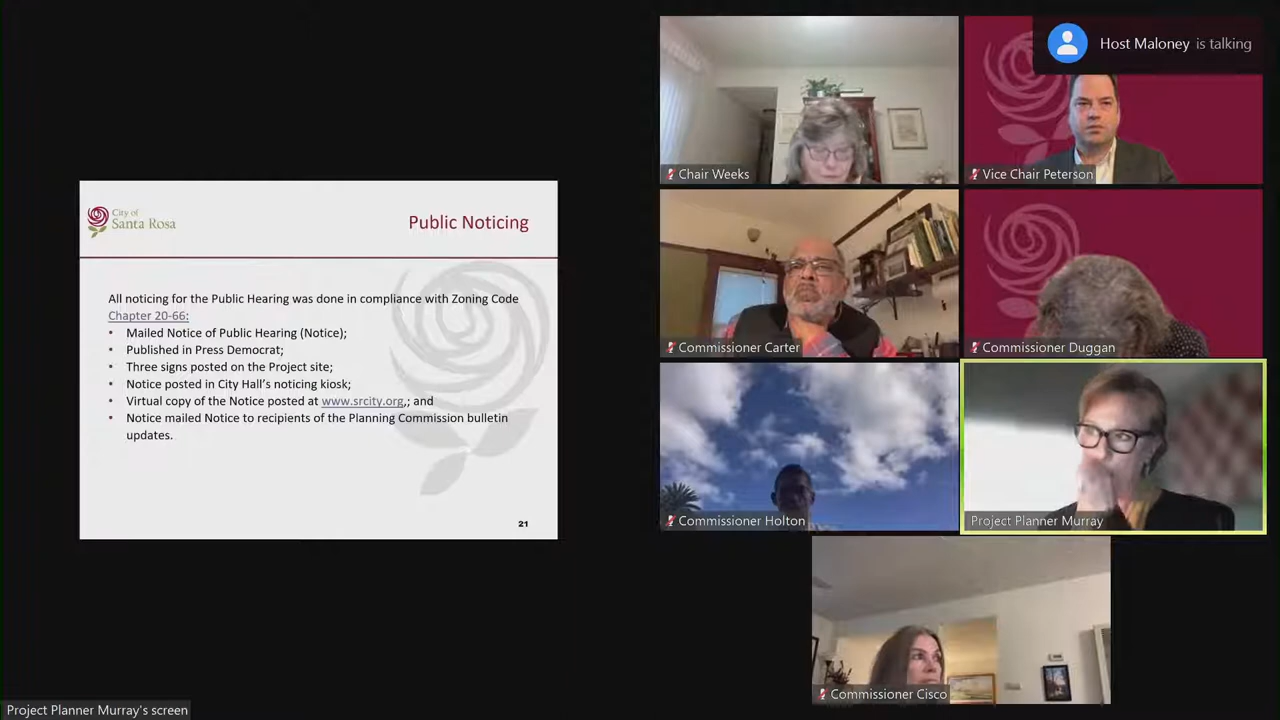 Host Maloney is talking
Chair Weeks
Vice Chair Peterson
City of
Santa Rosa
Public Noticing
All noticing for the Public Hearing was done in compliance with Zoning Code
Chapter 20-66:
• Mailed Notice of Public Hearing (Notice);
• Published in Press Democrat;
• Three signs posted on the Project site;
• Notice posted in City Hall's noticing kiosk;
• Virtual copy of the Notice posted at www.srcity.org,; and
• Notice mailed Notice to recipients of the Planning Commission bulletin
updates.
21
Commissioner Carter
Commissioner Duggan
Commissioner Holton
Project Planner Murray
Commissioner Cisco
Project Planner Murray's screen